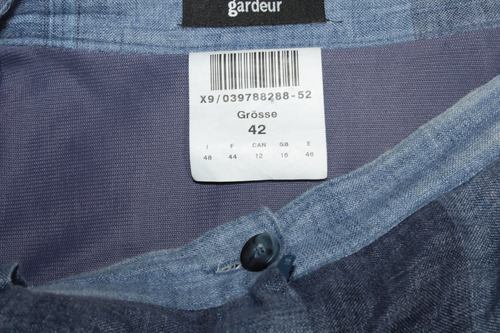 gardeur
X9/039788288-52
Grösse
42
I F CAN GB E
48 44 12 16 46